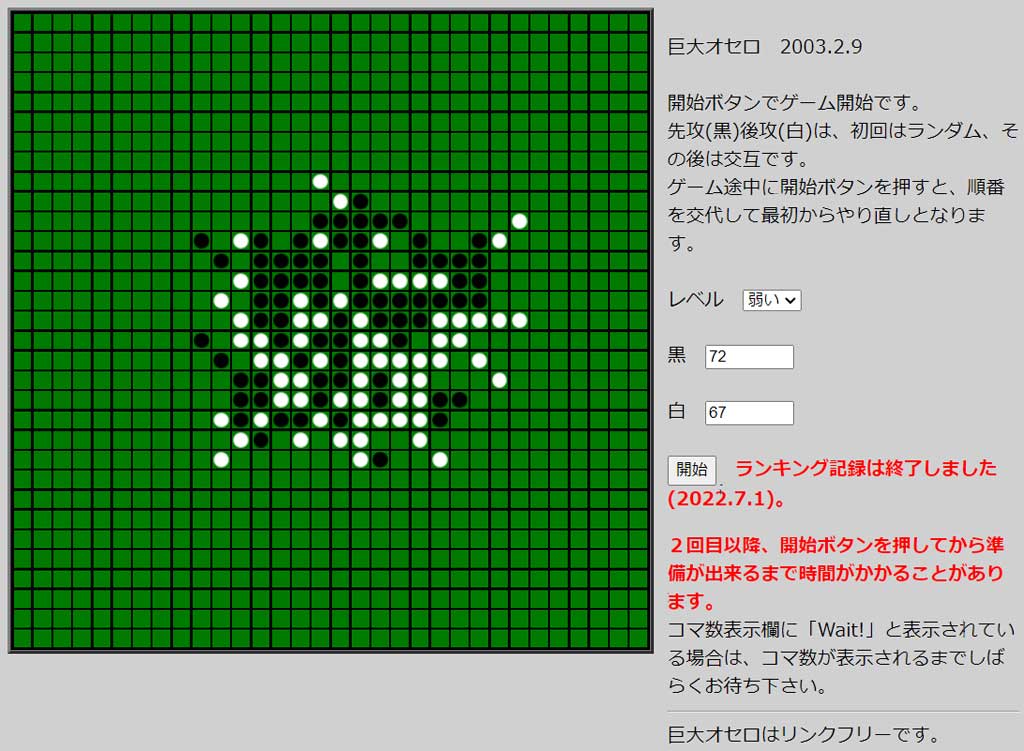 巨大オセロ　2003.2.9
開始ボタンでゲーム開始です。
先攻(黒)後攻(白)は、初回はランダム、そ
の後は交互です。
ゲーム途中に開始ボタンを押すと、順番
を交代して最初からやり直しとなりま
す。
レベル 弱い
黒 72
白 67
開始 ランキング記録は終了しました
(2022.7.1)。
２回目以降、開始ボタンを押してから準
備が出来るまで時間がかかることがあり
ます。
コマ数表示欄に「Wait!」と表示されてい
る場合は、コマ数が表示されるまでしば
らくお待ち下さい。
巨大オセロはリンクフリーです。